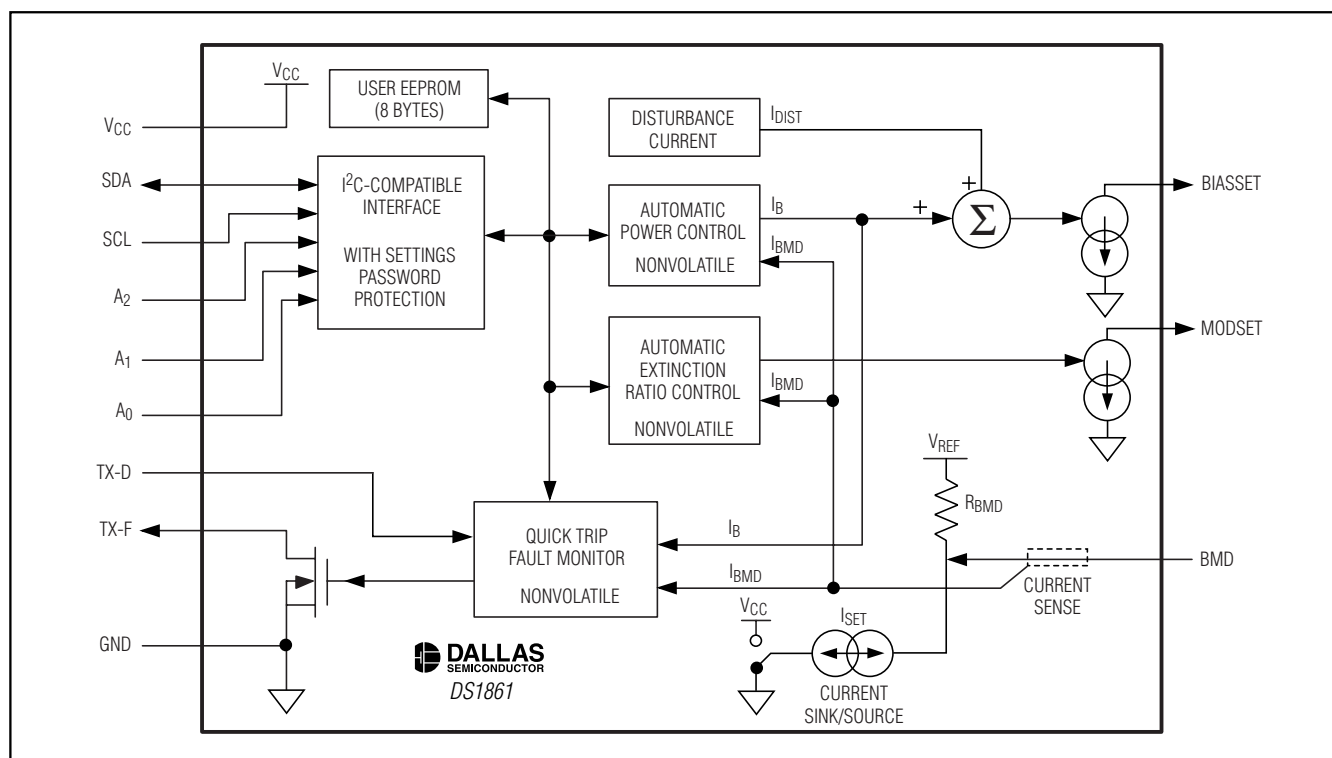 VCC
VCC
SDA
SCL
A2
A1
A0
TX-D
TX-F
GND
USER EEPROM
(8 BYTES)
I2C-COMPATIBLE
INTERFACE
WITH SETTINGS
PASSWORD
PROTECTION
DISTURBANCE
CURRENT
IDIST
AUTOMATIC
POWER CONTROL
NONVOLATILE
IB
IBMD
+
+
Σ
BIASSET
AUTOMATIC
EXTINCTION
RATIO CONTROL
NONVOLATILE
IBMD
MODSET
QUICK TRIP
FAULT MONITOR
NONVOLATILE
IB
IBMD
VREF
RBMD
BMD
CURRENT
SENSE
VCC
ISET
CURRENT
SINK/SOURCE
DALLAS
SEMICONDUCTOR
DS1861